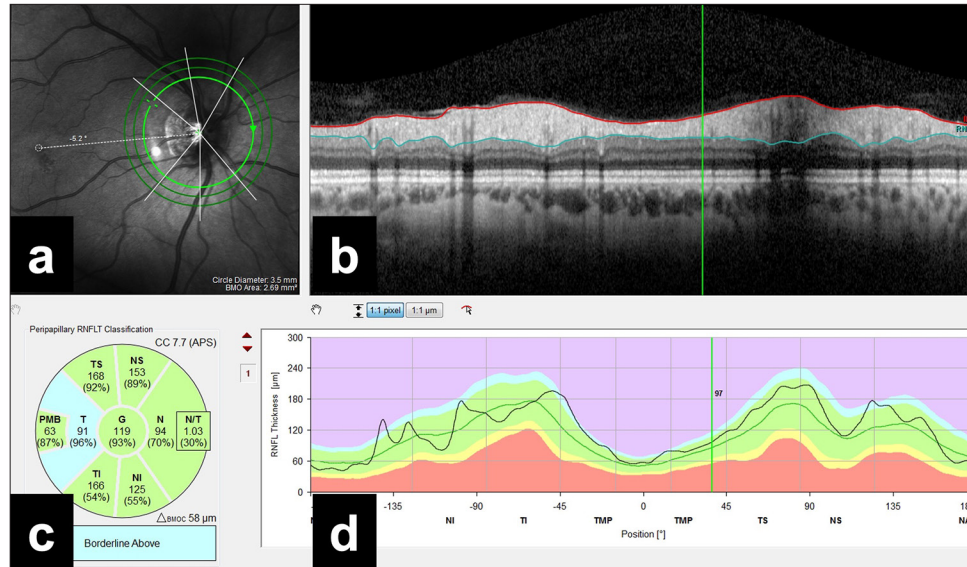 -5.2 °
Circle Diameter: 3.5 mm
BMO Area: 2.69 mm²
a
b
1:1 pixel
1:1 µm
Peripapillary RNFLT Classification
CC 7.7 (APS)
TS
168
(92%)
NS
153
(89%)
PMB
63
(87%)
T
91
(96%)
G
119
(93%)
N
94
(70%)
N/T
1.03
(30%)
TI
166
(54%)
NI
125
(55%)
△BMOC 58 µm
Borderline Above
c
1
RNFL Thickness [µm]
300
240
180
120
60
0
97
-135
-90
-45
0
45
90
135
NI
TI
TMP
TMP
TS
NS
Position [°]
d